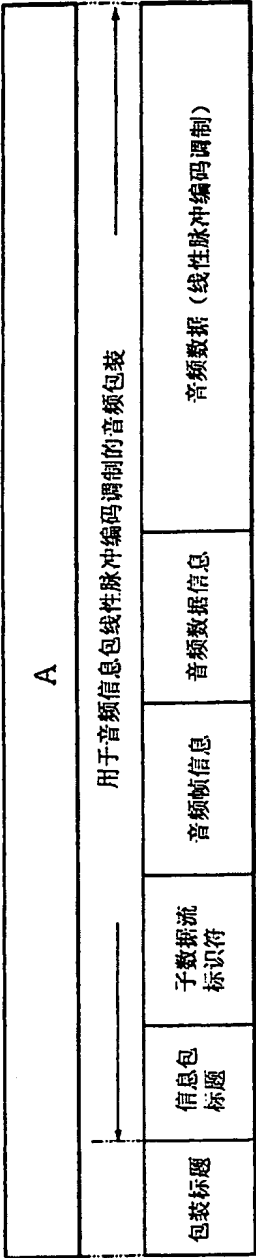 A
用于音频信息包线性脉冲编码调制的音频包装
包装标题
信息包
标题
子数据流
标识符
音频帧信息
音频数据信息
音频数据（线性脉冲编码调制）